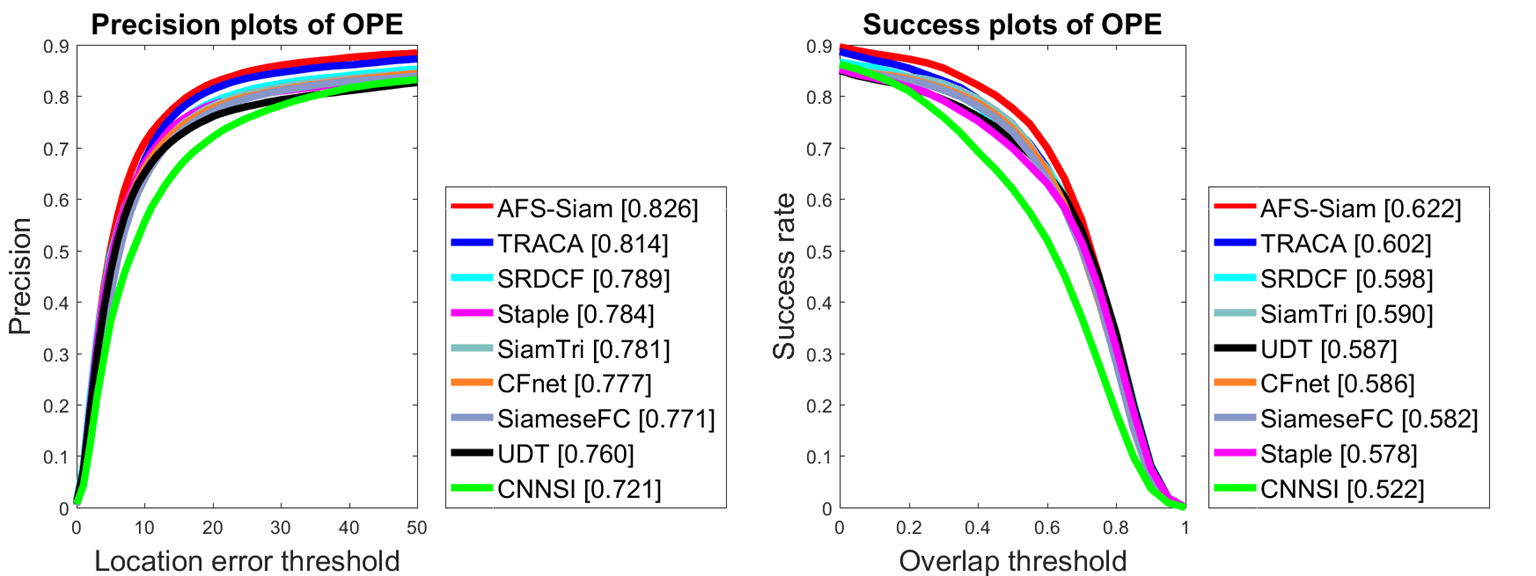 Precision plots of OPE
0.9
0.8
0.7
0.6
0.5
0.4
0.3
0.2
0.1
0
0
10
20
30
40
50
Precision
Location error threshold
AFS-Siam [0.826]
TRACA [0.814]
SRDCF [0.789]
Staple [0.784]
SiamTri [0.781]
CFnet [0.777]
SiameseFC [0.771]
UDT [0.760]
CNNSI [0.721]
Success plots of OPE
0.9
0.8
0.7
0.6
0.5
0.4
0.3
0.2
0.1
0
0
0.2
0.4
0.6
0.8
1
Success rate
Overlap threshold
AFS-Siam [0.622]
TRACA [0.602]
SRDCF [0.598]
SiamTri [0.590]
UDT [0.587]
CFnet [0.586]
SiameseFC [0.582]
Staple [0.578]
CNNSI [0.522]